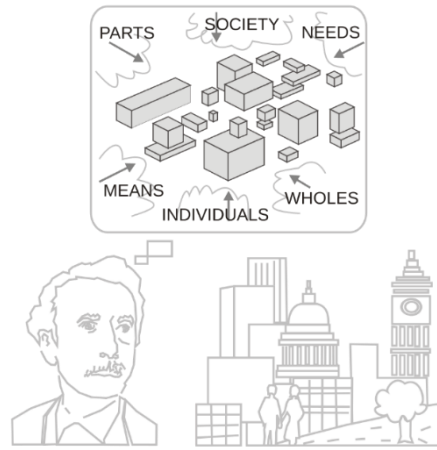 SOCIETY
PARTS
NEEDS
MEANS
WHOLES
INDIVIDUALS